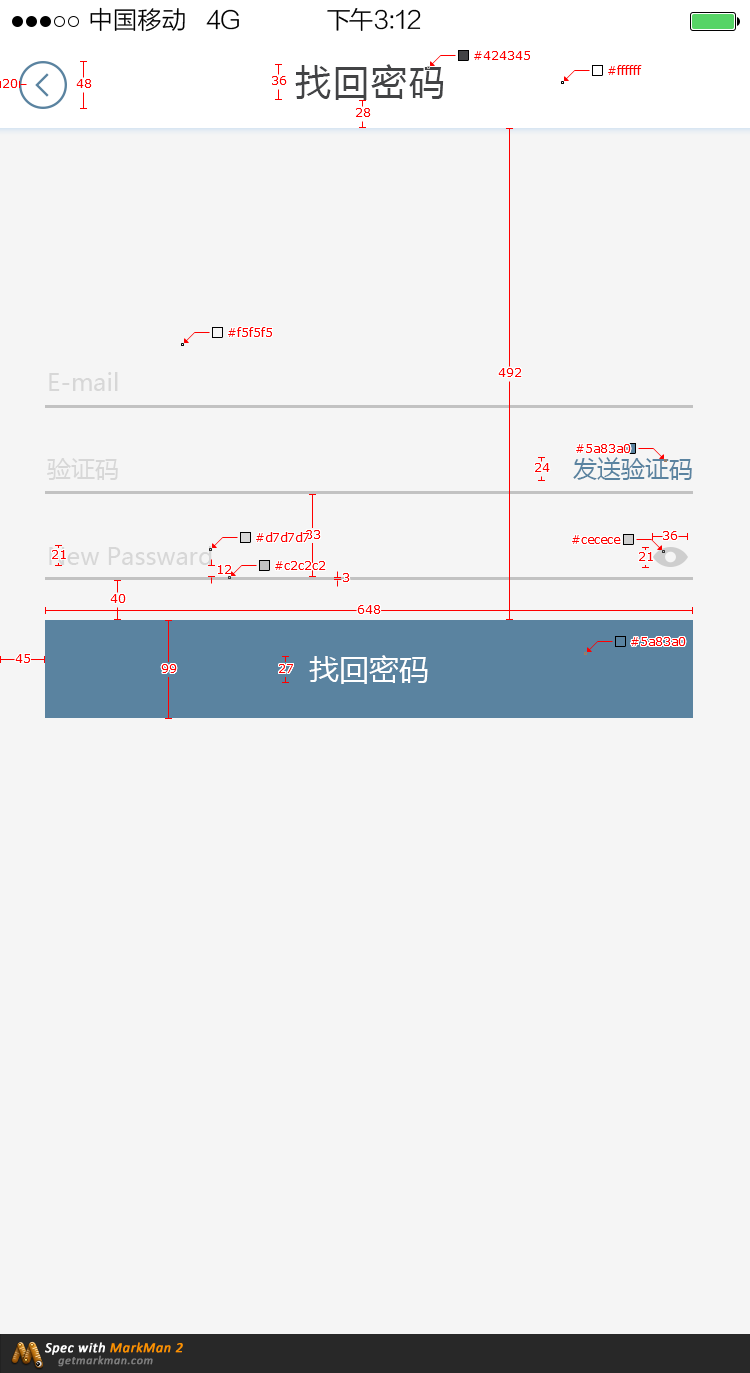 中国移动 4G 下午3:12
#424345
#ffffff
20 48 36 找回密码
28
#f5f5f5
492
E-mail
#5a83a0
验证码 24 发送验证码
#d7d7d7 33 #cecece 36
21 New Passward 21
12 #c2c2c2 3
40
648
#5a83a0
45 99 27 找回密码
Spec with MarkMan 2
getmarkman.com